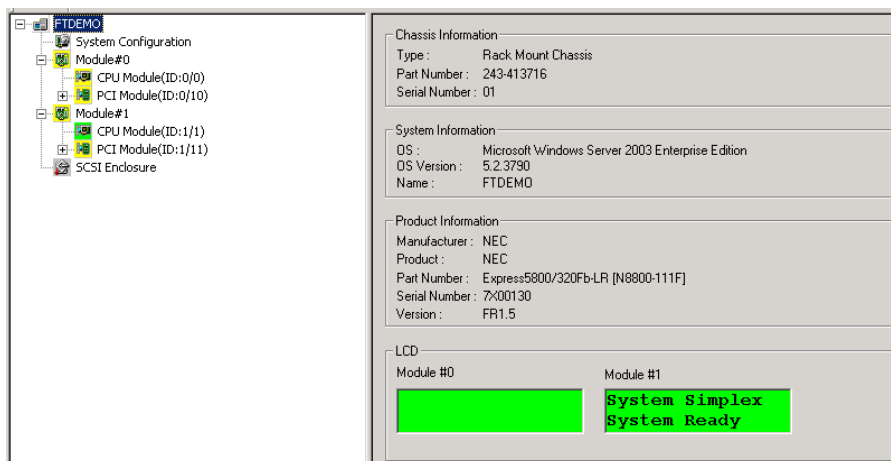 FTDEMO
System Configuration
Module#0
CPU Module(ID:0/0)
PCI Module(ID:0/10)
Module#1
CPU Module(ID:1/1)
PCI Module(ID:1/11)
SCSI Enclosure
Chassis Information
Type : Rack Mount Chassis
Part Number : 243-413716
Serial Number : 01
System Information
OS : Microsoft Windows Server 2003 Enterprise Edition
OS Version : 5.2.3790
Name : FTDEMO
Product Information
Manufacturer : NEC
Product : NEC
Part Number : Express5800/320Fb-LR [N8800-111F]
Serial Number : 7X00130
Version : FR1.5
LCD
Module #0
Module #1
System Simplex
System Ready